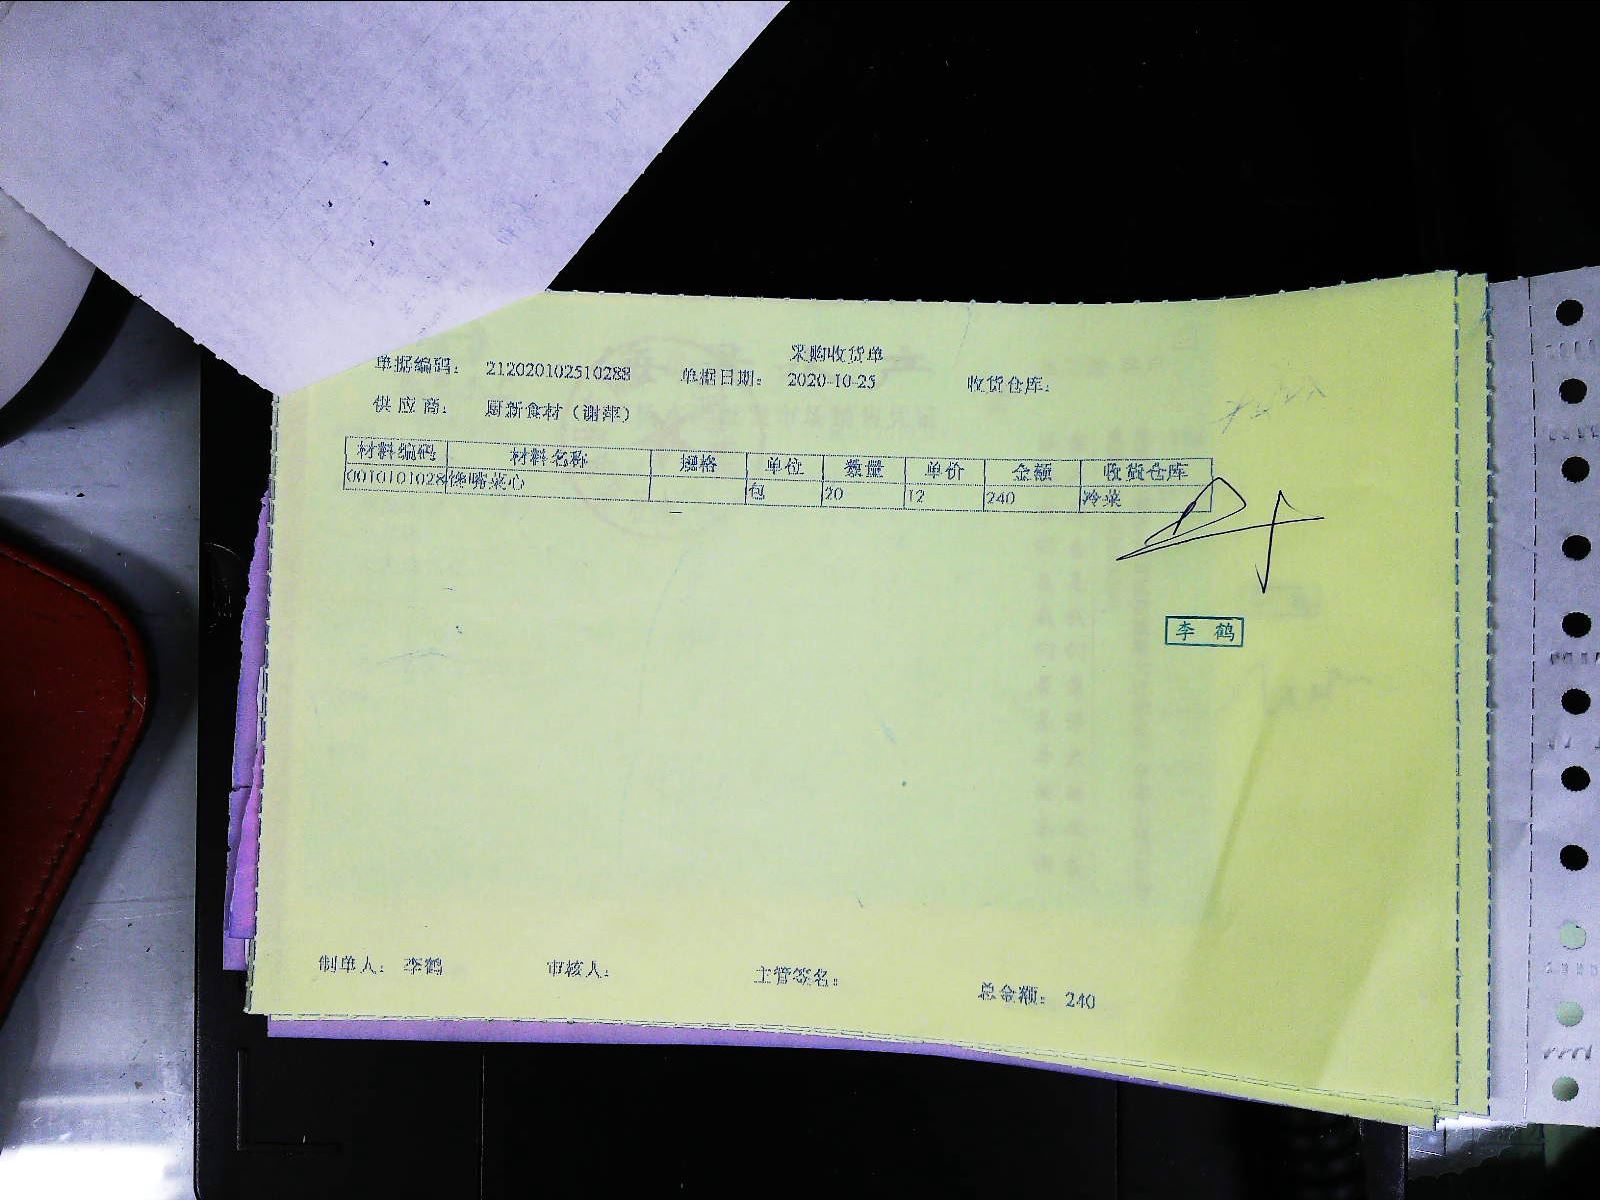 采购收货单
单据编码： 212020102510288 单据日期： 2020-10-25 收货仓库：
供应商： 厨新食材（谢萍）
材料编码 材料名称 规格 单位 数量 单价 金额 收货仓库
0010101028 馋嘴菜心 包 20 12 240 冷菜
李鹤
制单人： 李鹤 审核人： 主管签名： 总金额： 240